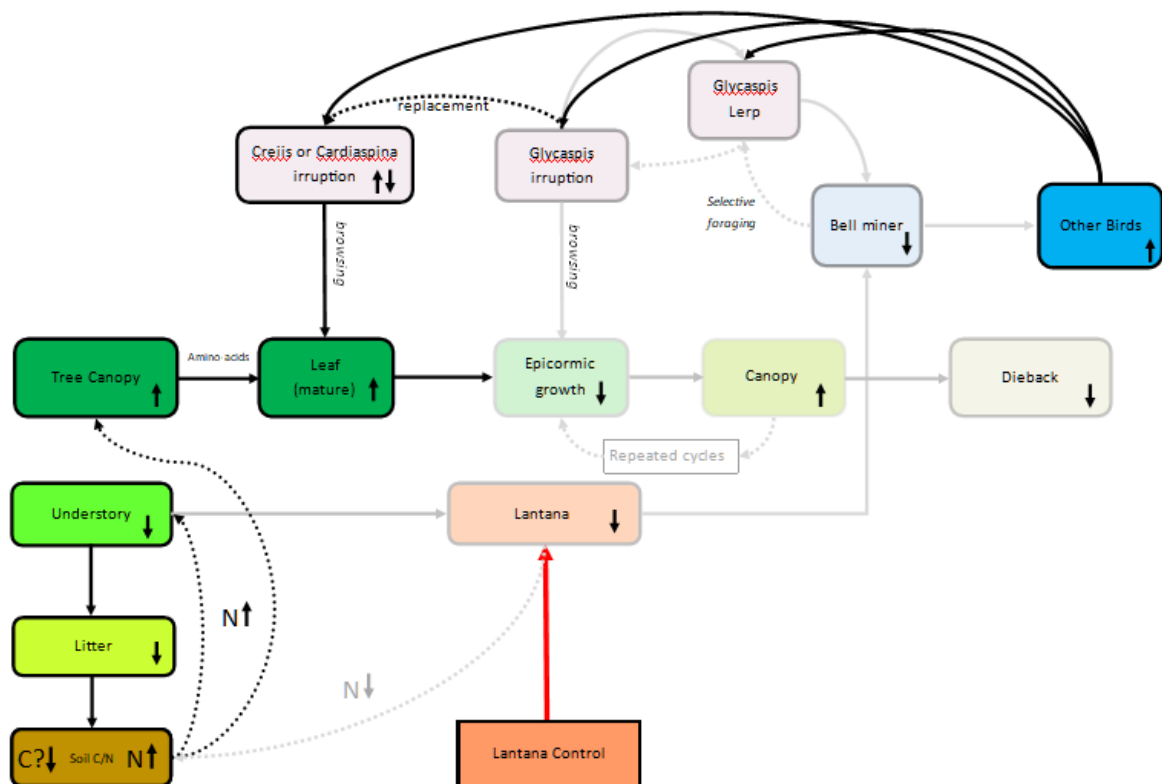 replacement
Glycaspis
Lerp
Creiis or Cardiaspina
irruption
Glycaspis
irruption
Selective
foraging
Bell miner
Other Birds
browsing
browsing
Tree Canopy
Amino-acids
Leaf
(mature)
Epicormic
growth
Canopy
Dieback
Repeated cycles
Understory
Lantana
N
Litter
N
C? Soil C/N N
Lantana Control